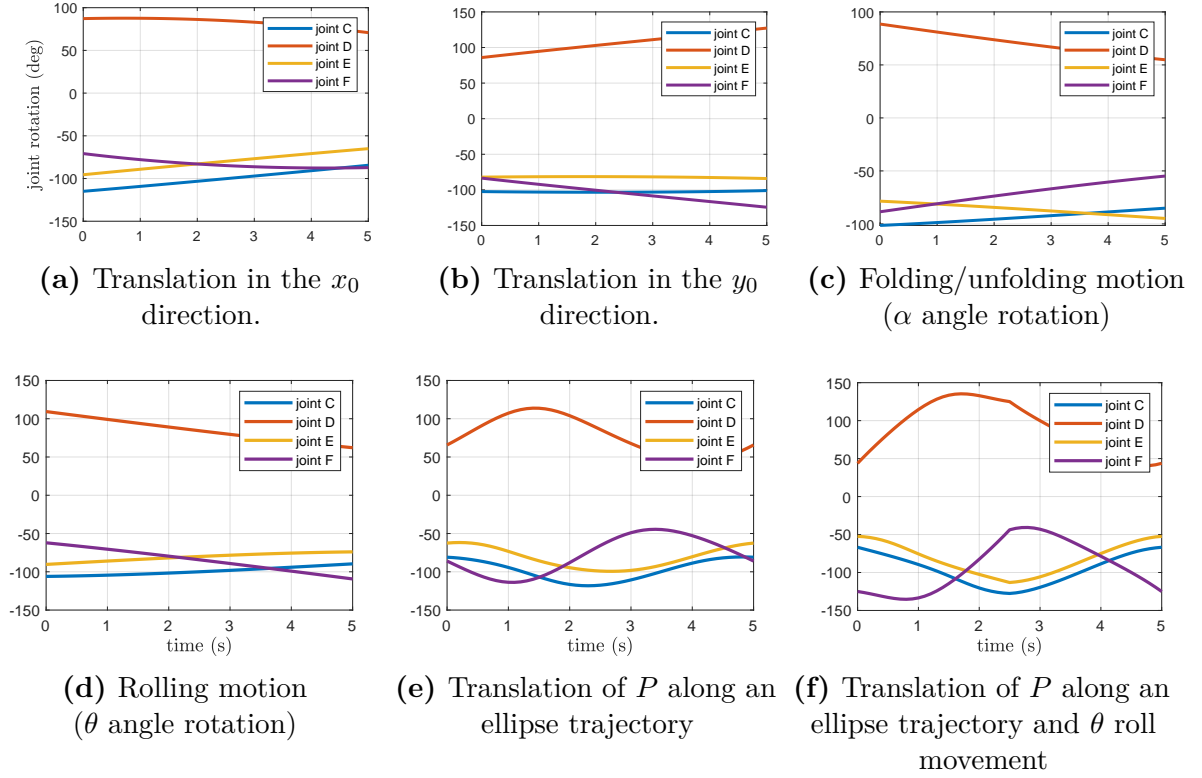 100
50
0
-50
-100
-150
joint rotation (deg)
0 1 2 3 4 5
joint C
joint D
joint E
joint F
(a) Translation in the x₀
direction.
150
100
50
0
-50
-100
-150
0 1 2 3 4 5
joint C
joint D
joint E
joint F
(b) Translation in the y₀
direction.
100
50
0
-50
-100
0 1 2 3 4 5
joint C
joint D
joint E
joint F
(c) Folding/unfolding motion
(α angle rotation)
150
100
50
0
-50
-100
-150
0 1 2 3 4 5
time (s)
joint C
joint D
joint E
joint F
(d) Rolling motion
(θ angle rotation)
150
100
50
0
-50
-100
-150
0 1 2 3 4 5
time (s)
joint C
joint D
joint E
joint F
(e) Translation of P along an
ellipse trajectory
150
100
50
0
-50
-100
-150
0 1 2 3 4 5
time (s)
joint C
joint D
joint E
joint F
(f) Translation of P along an
ellipse trajectory and θ roll
movement